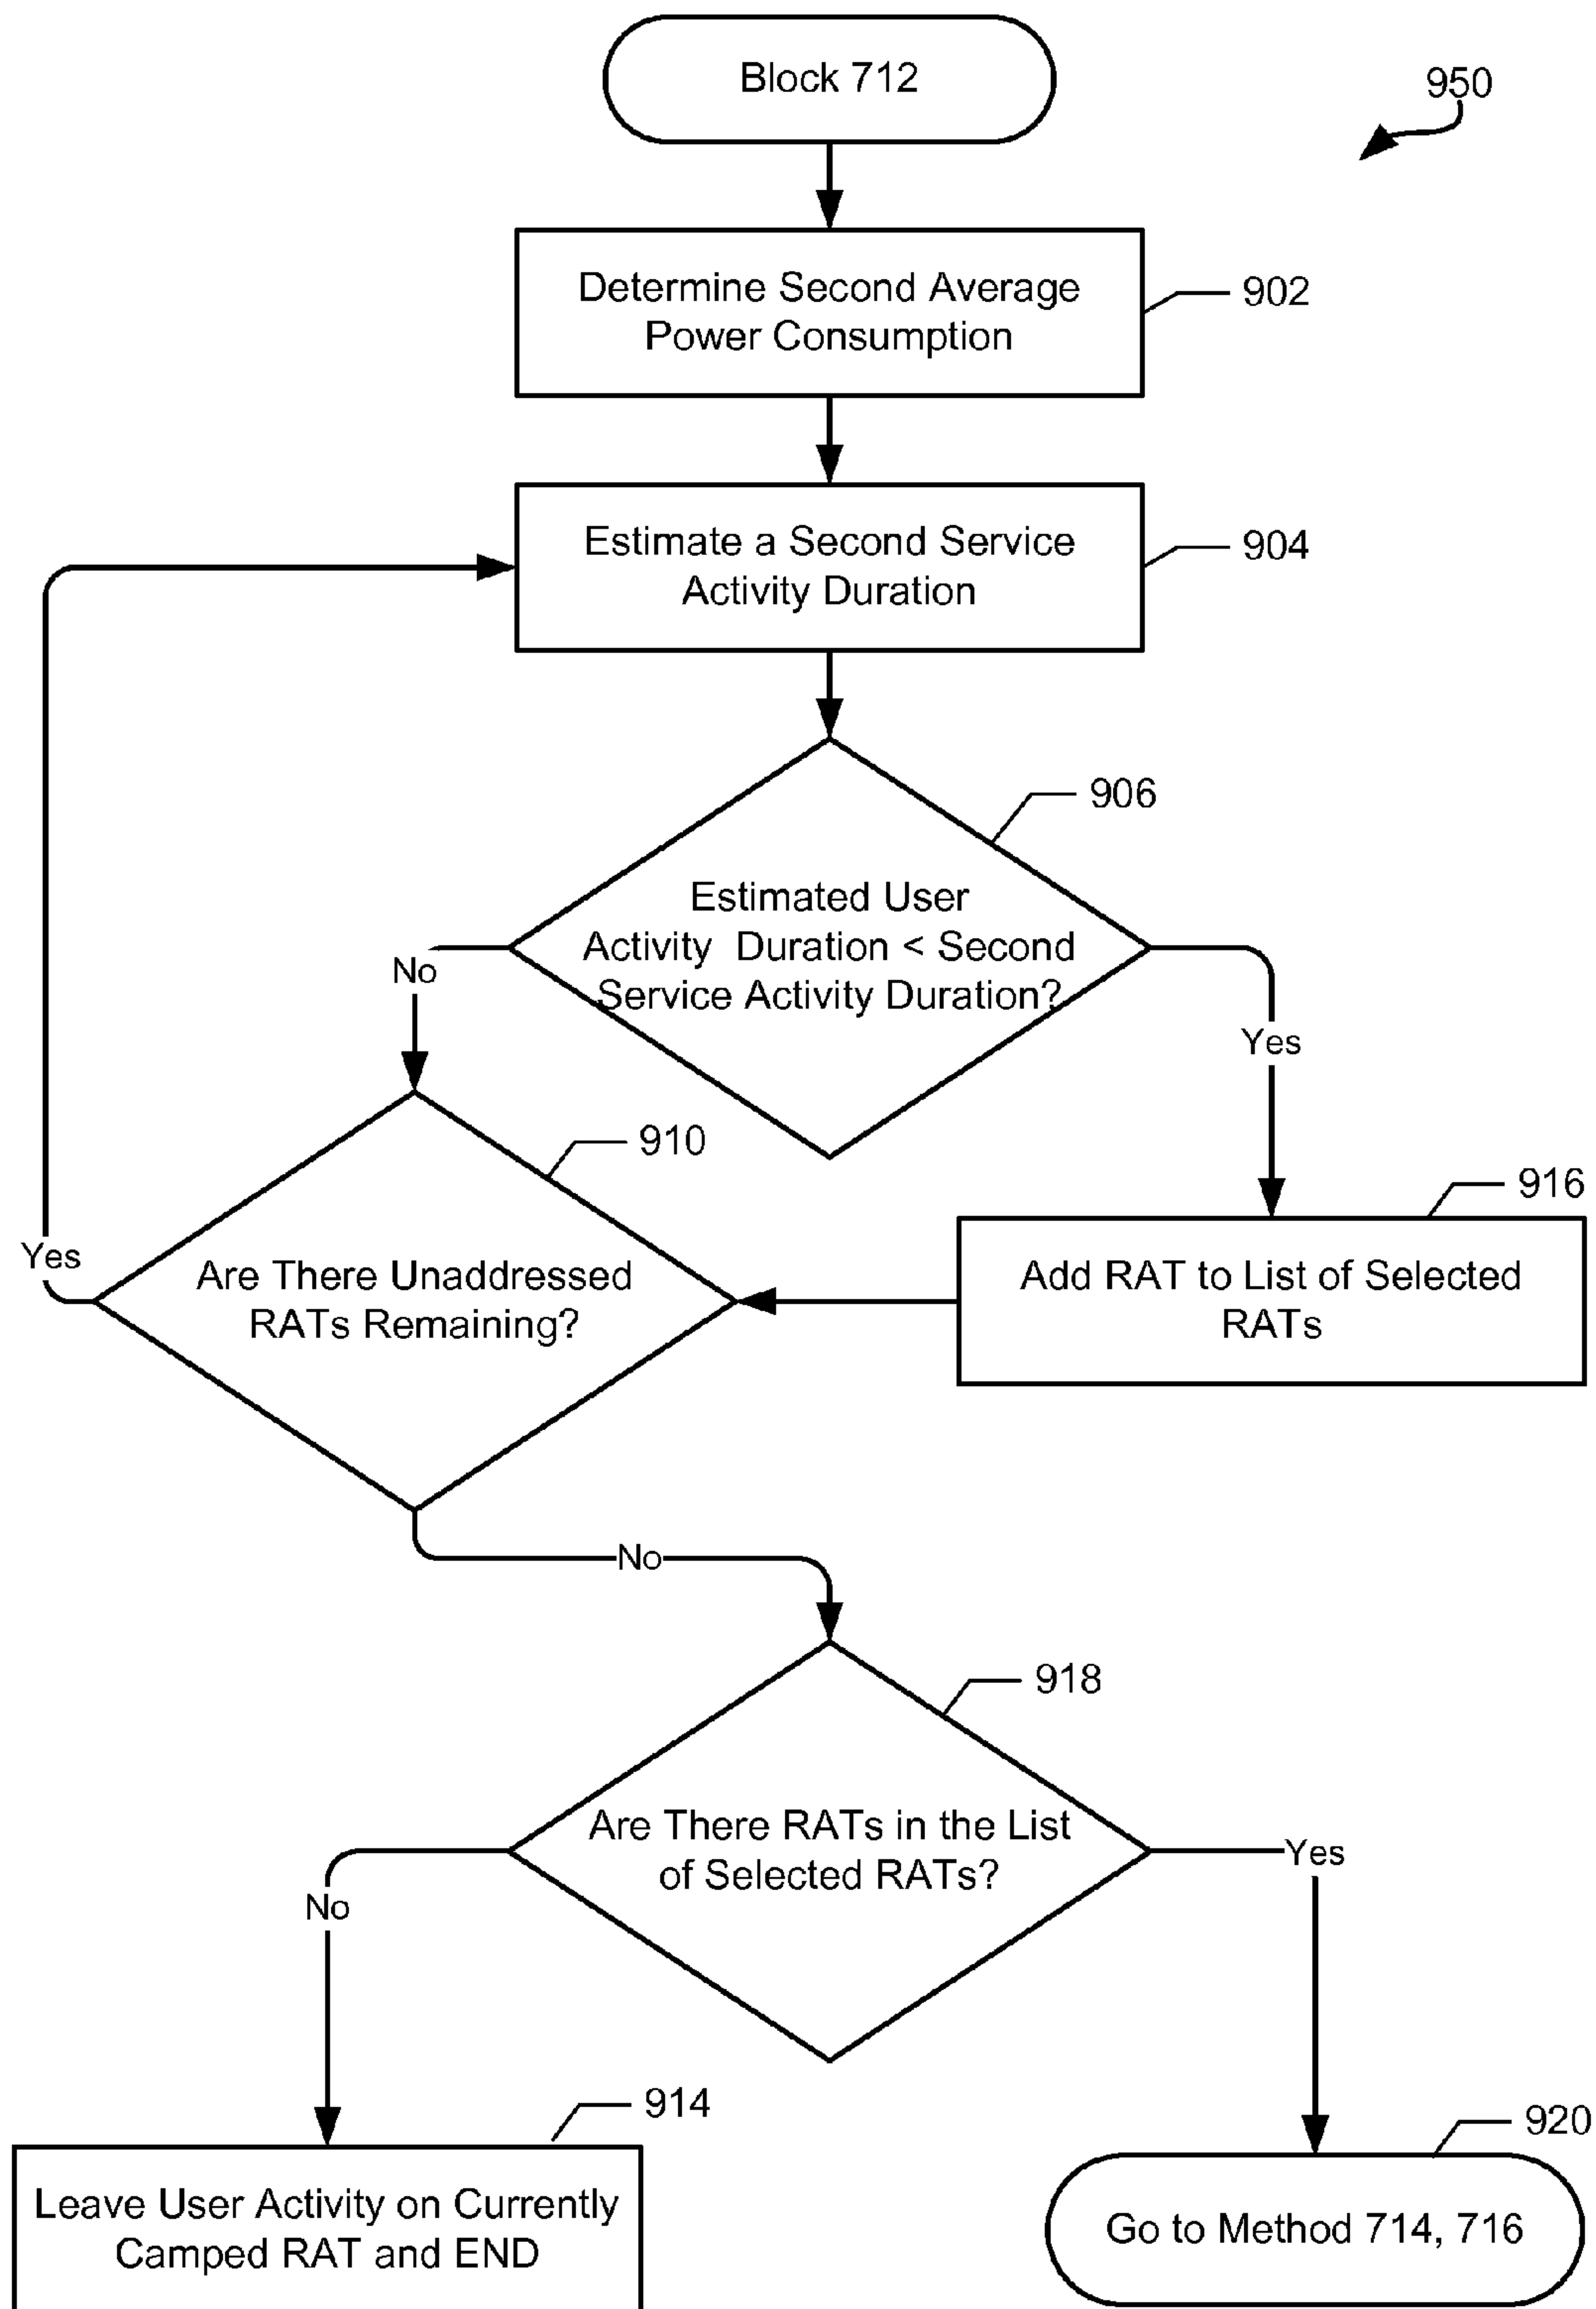 Block 712
950
Determine Second Average
Power Consumption
902
Estimate a Second Service
Activity Duration
904
906
Estimated User
Activity Duration < Second
Service Activity Duration?
No
Yes
910
916
Yes
Are There Unaddressed
RATs Remaining?
Add RAT to List of Selected
RATs
No
918
Are There RATs in the List
of Selected RATs?
Yes
No
914
920
Leave User Activity on Currently
Camped RAT and END
Go to Method 714, 716